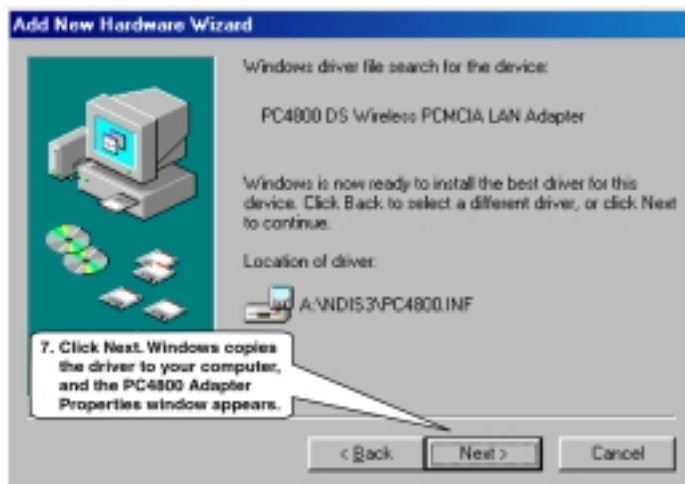 Add New Hardware Wizard
Windows driver file search for the device:
PC4800 DS Wireless PCMCIA LAN Adapter
Windows is now ready to install the best driver for this
device. Click Back to select a different driver, or click Next
to continue.
Location of driver:
A:\NDIS3\PC4800.INF
7. Click Next. Windows copies
the driver to your computer,
and the PC4800 Adapter
Properties window appears.
< Back
Next >
Cancel